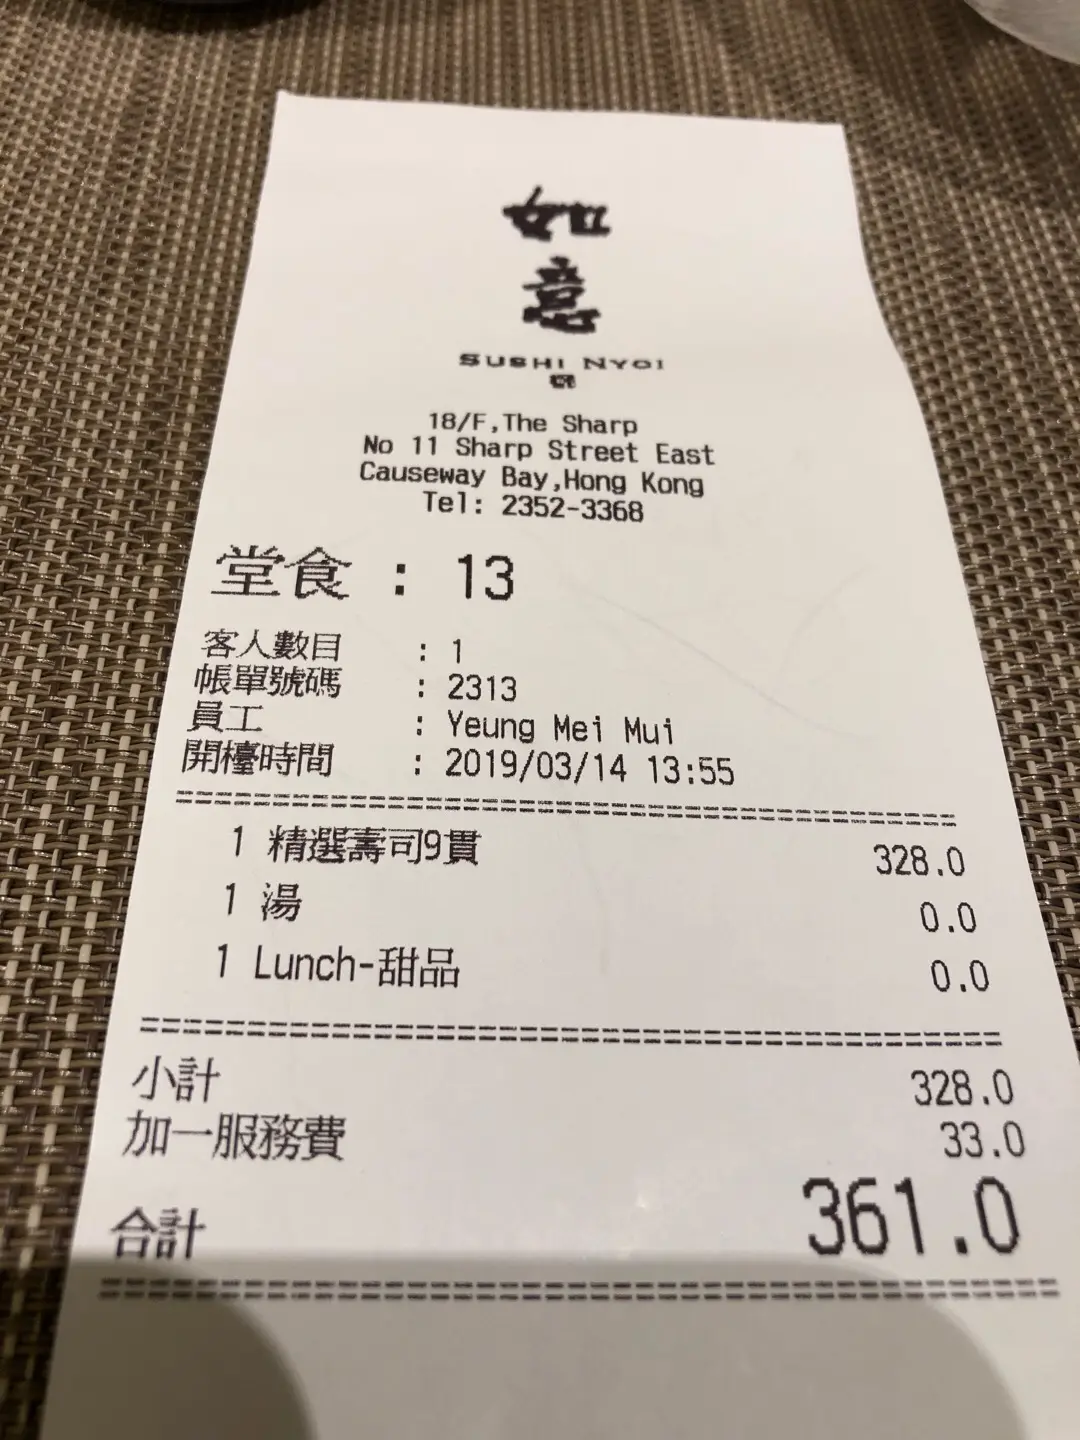 如
意
SUSHI NYOI
18/F,The Sharp
No 11 Sharp Street East
Causeway Bay,Hong Kong
Tel: 2352-3368
堂食 : 13
客人數目 : 1
帳單號碼 : 2313
員工 : Yeung Mei Mui
開檯時間 : 2019/03/14 13:55
1 精選壽司9貫 328.0
1 湯 0.0
1 Lunch-甜品 0.0
小計 328.0
加一服務費 33.0
合計 361.0